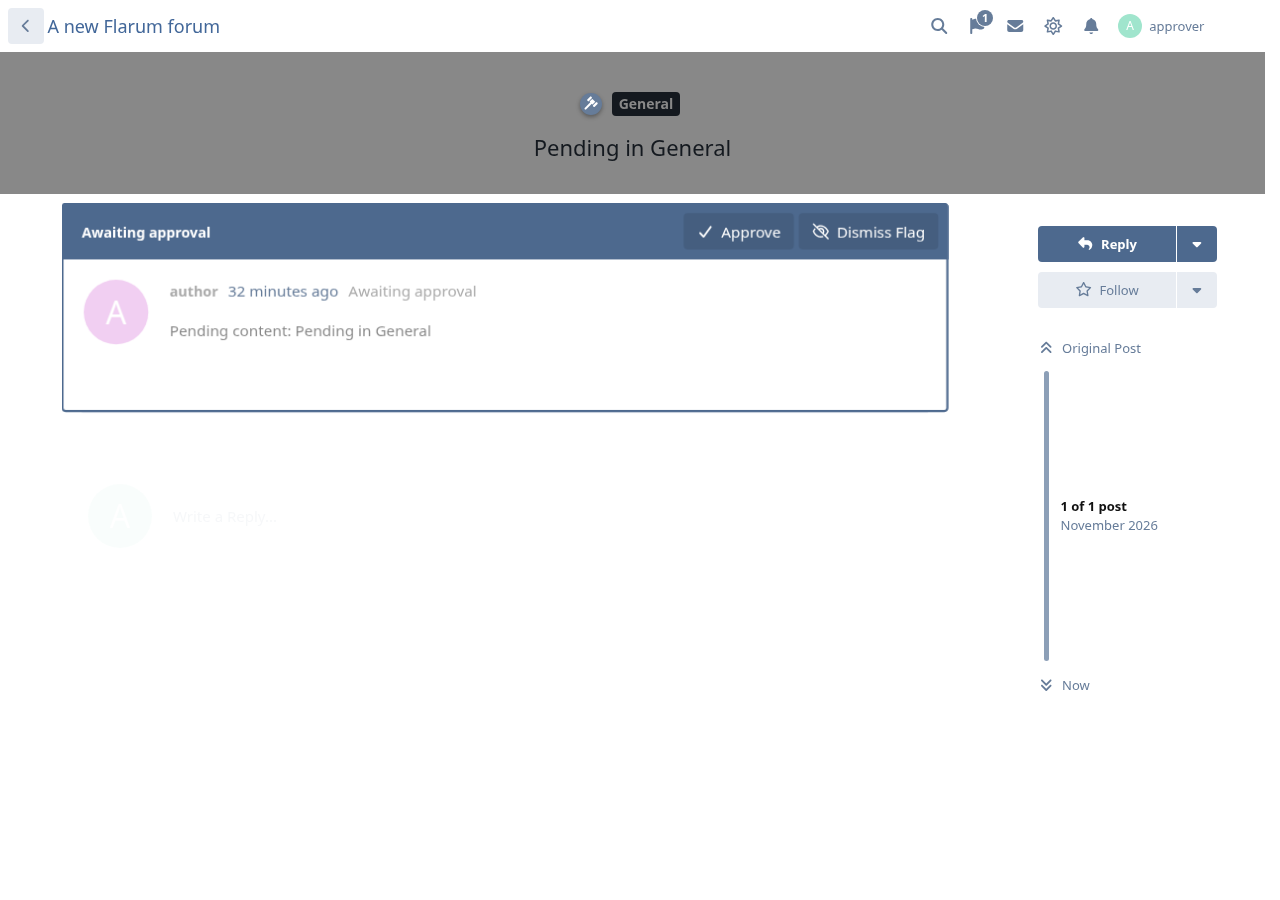 A new Flarum forum
1
A approver
General
Pending in General
Awaiting approval
Approve
Dismiss Flag
A
author 32 minutes ago Awaiting approval
Pending content: Pending in General
A
Write a Reply...
Reply
Follow
Original Post
1 of 1 post
November 2026
Now